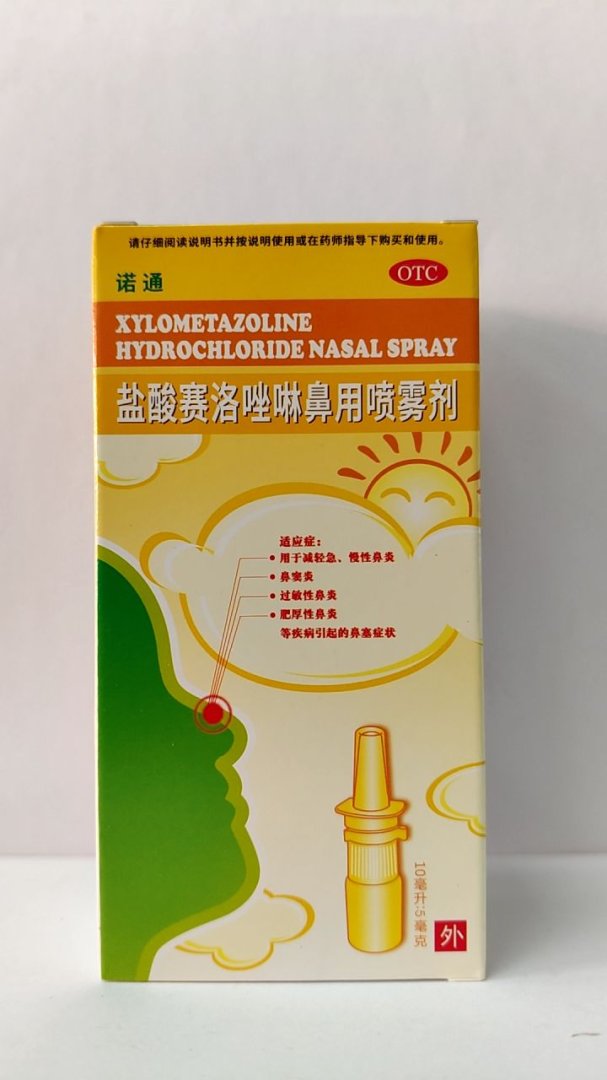 请仔细阅读说明书并按说明使用或在药师指导下购买和使用。
诺通
OTC
XYLOMETAZOLINE
HYDROCHLORIDE NASAL SPRAY
盐酸赛洛唑啉鼻用喷雾剂
适应症：
• 用于减轻急、慢性鼻炎
• 鼻窦炎
• 过敏性鼻炎
• 肥厚性鼻炎
等疾病引起的鼻塞症状
10毫升:5毫克
外